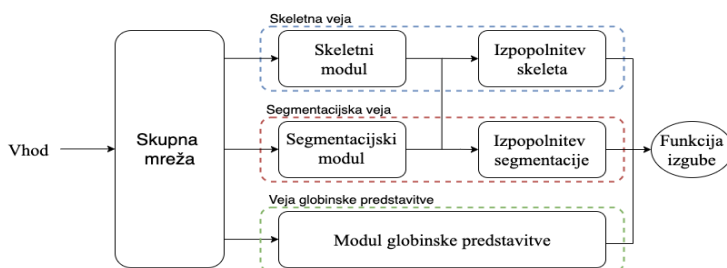 Skeletna veja
Skeletni
modul
Izpopolnitev
skeleta
Segmentacijska veja
Vhod
Skupna
mreža
Segmentacijski
modul
Izpopolnitev
segmentacije
Funkcija
izgube
Veja globinske predstavitve
Modul globinske predstavitve